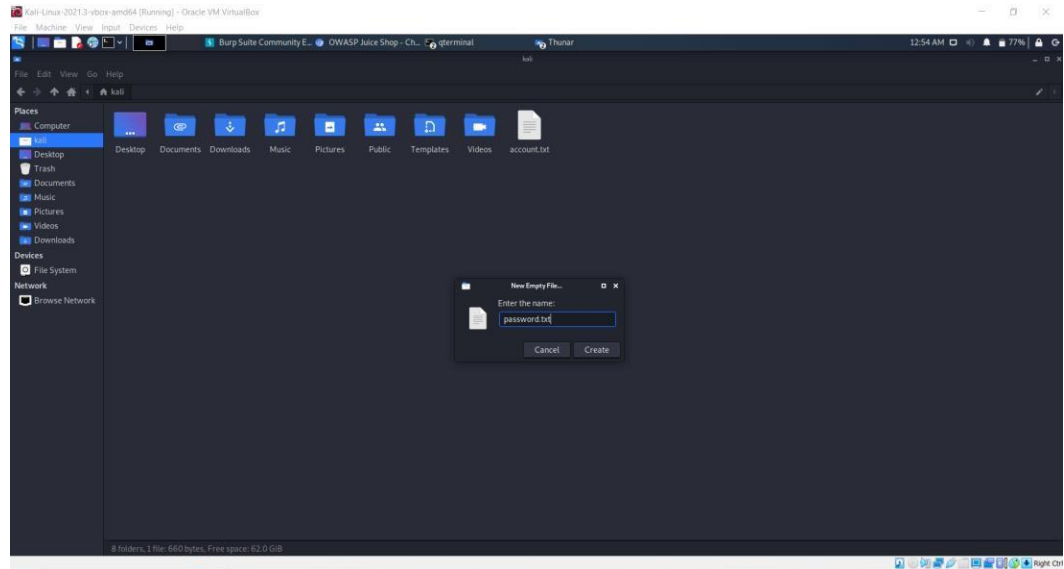 Kali-Linux-2021.3-vbox-amd64 [Running] - Oracle VM VirtualBox
File Machine View Input Devices Help
Burp Suite Community E... OWASP Juice Shop - Ch... qterminal Thunar 12:54 AM 77%
kali
File Edit View Go Help
kali
Places
Computer
kali
Desktop
Trash
Documents
Music
Pictures
Videos
Downloads
Devices
File System
Network
Browse Network
Desktop Documents Downloads Music Pictures Public Templates Videos account.txt
New Empty File...
Enter the name:
password.txt
Cancel Create
8 folders, 1 file: 660 bytes, Free space: 62.0 GiB
Right Ctrl